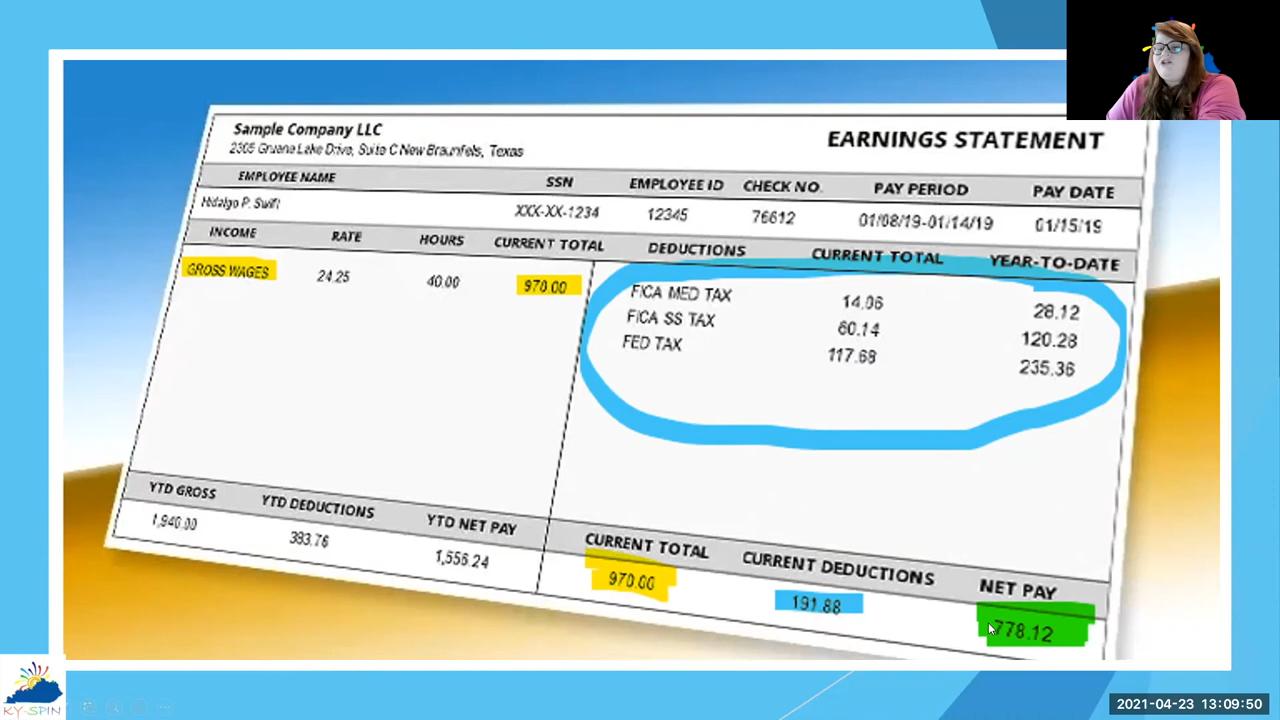 Sample Company LLC
2305 Gruena Lake Drive, Suite C New Braunfels, Texas
EARNINGS STATEMENT
EMPLOYEE NAME SSN EMPLOYEE ID CHECK NO. PAY PERIOD PAY DATE
Hidalgo P. Swift XXX-XX-1234 12345 76612 01/08/19-01/14/19 01/15/19
INCOME RATE HOURS CURRENT TOTAL DEDUCTIONS CURRENT TOTAL YEAR-TO-DATE
GROSS WAGES 24.25 40.00 970.00 FICA MED TAX 14.06 28.12
FICA SS TAX 60.14 120.28
FED TAX 117.68 235.36
YTD GROSS YTD DEDUCTIONS YTD NET PAY CURRENT TOTAL CURRENT DEDUCTIONS NET PAY
1,940.00 383.76 1,556.24 970.00 191.88 778.12
KY-SPIN
2021-04-23 13:09:50